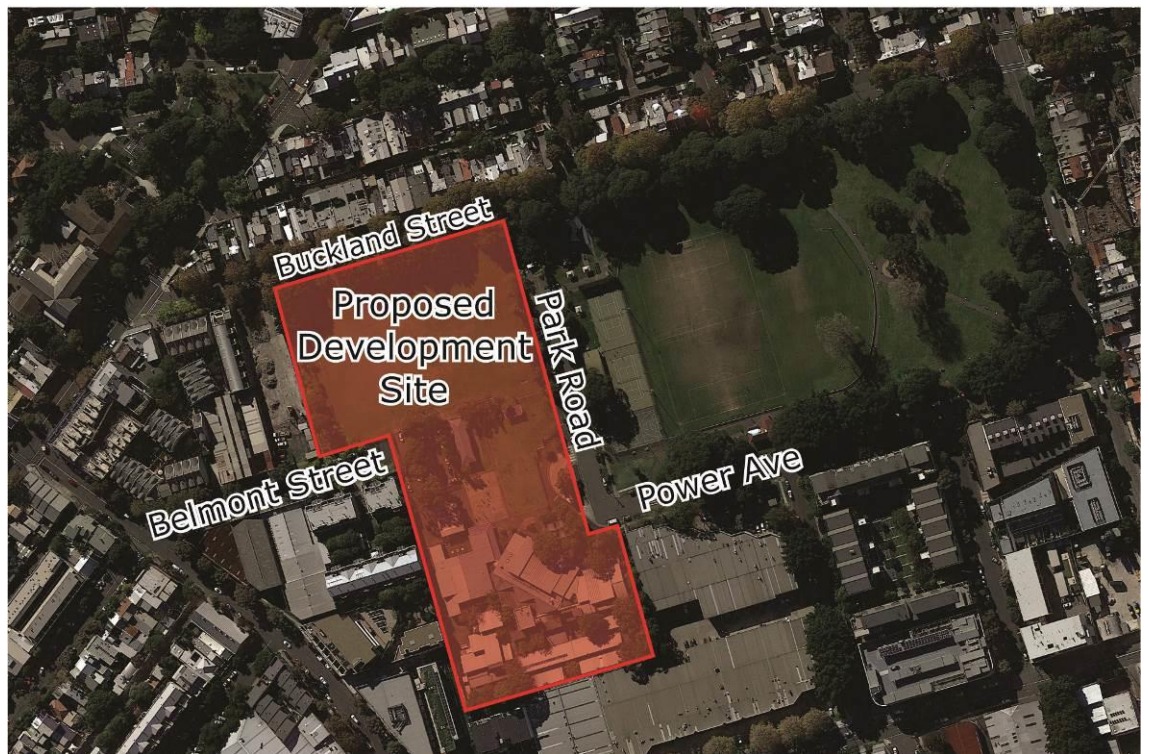 Buckland Street
Proposed
Development
Site
Park Road
Belmont Street
Power Ave